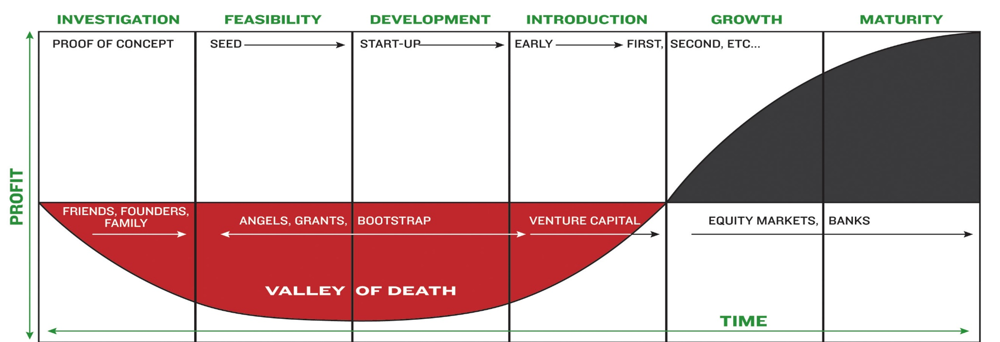 INVESTIGATION FEASIBILITY DEVELOPMENT INTRODUCTION GROWTH MATURITY
PROOF OF CONCEPT SEED START-UP EARLY FIRST, SECOND, ETC...
PROFIT
FRIENDS, FOUNDERS,
FAMILY
ANGELS, GRANTS, BOOTSTRAP
VENTURE CAPITAL
EQUITY MARKETS, BANKS
VALLEY OF DEATH
TIME